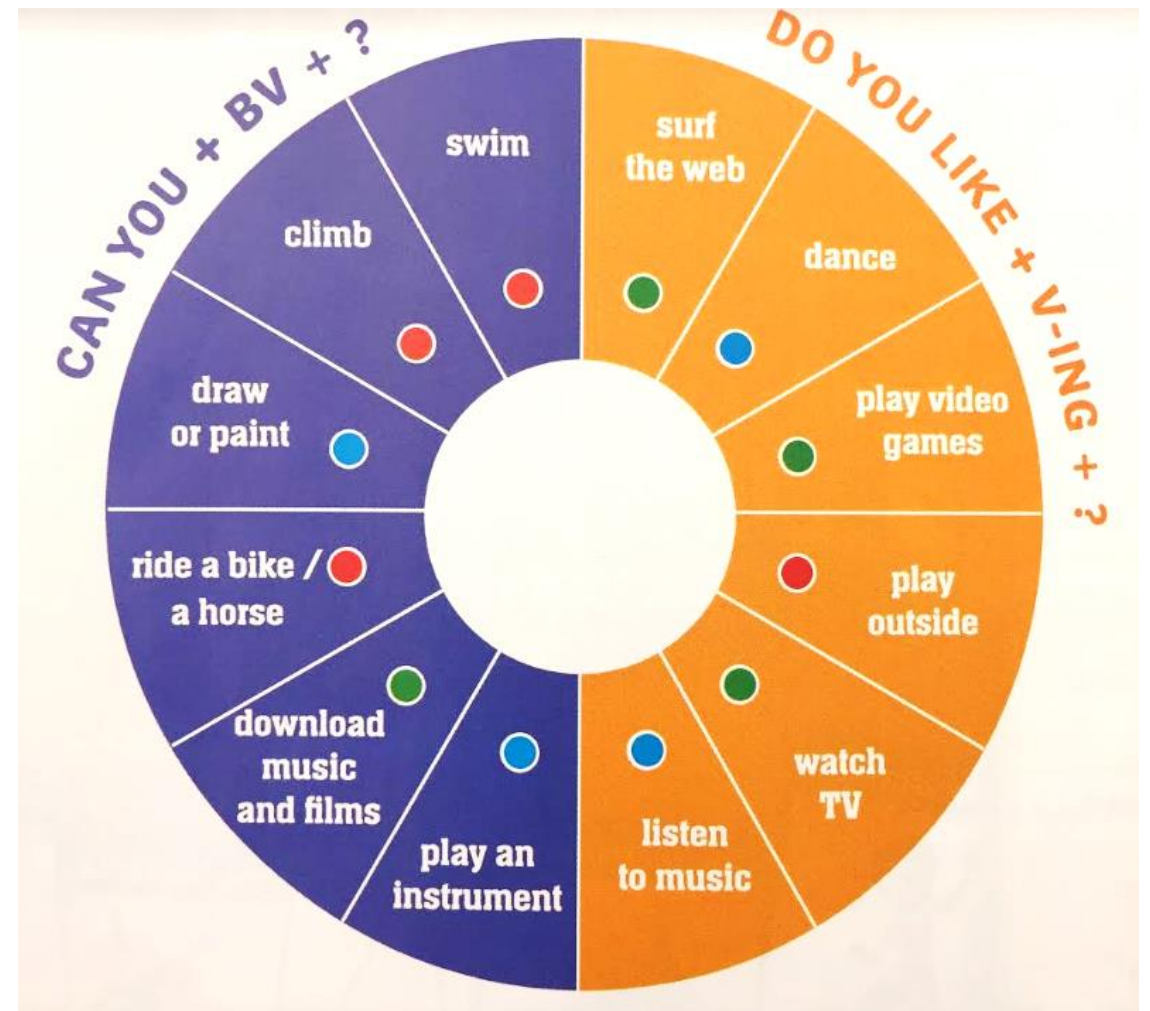 CAN YOU + BV + ?
DO YOU LIKE + V-ING + ?
swim
surf
the web
climb
dance
draw
or paint
play video
games
ride a bike /
a horse
play
outside
download
music
and films
watch
TV
play an
instrument
listen
to music